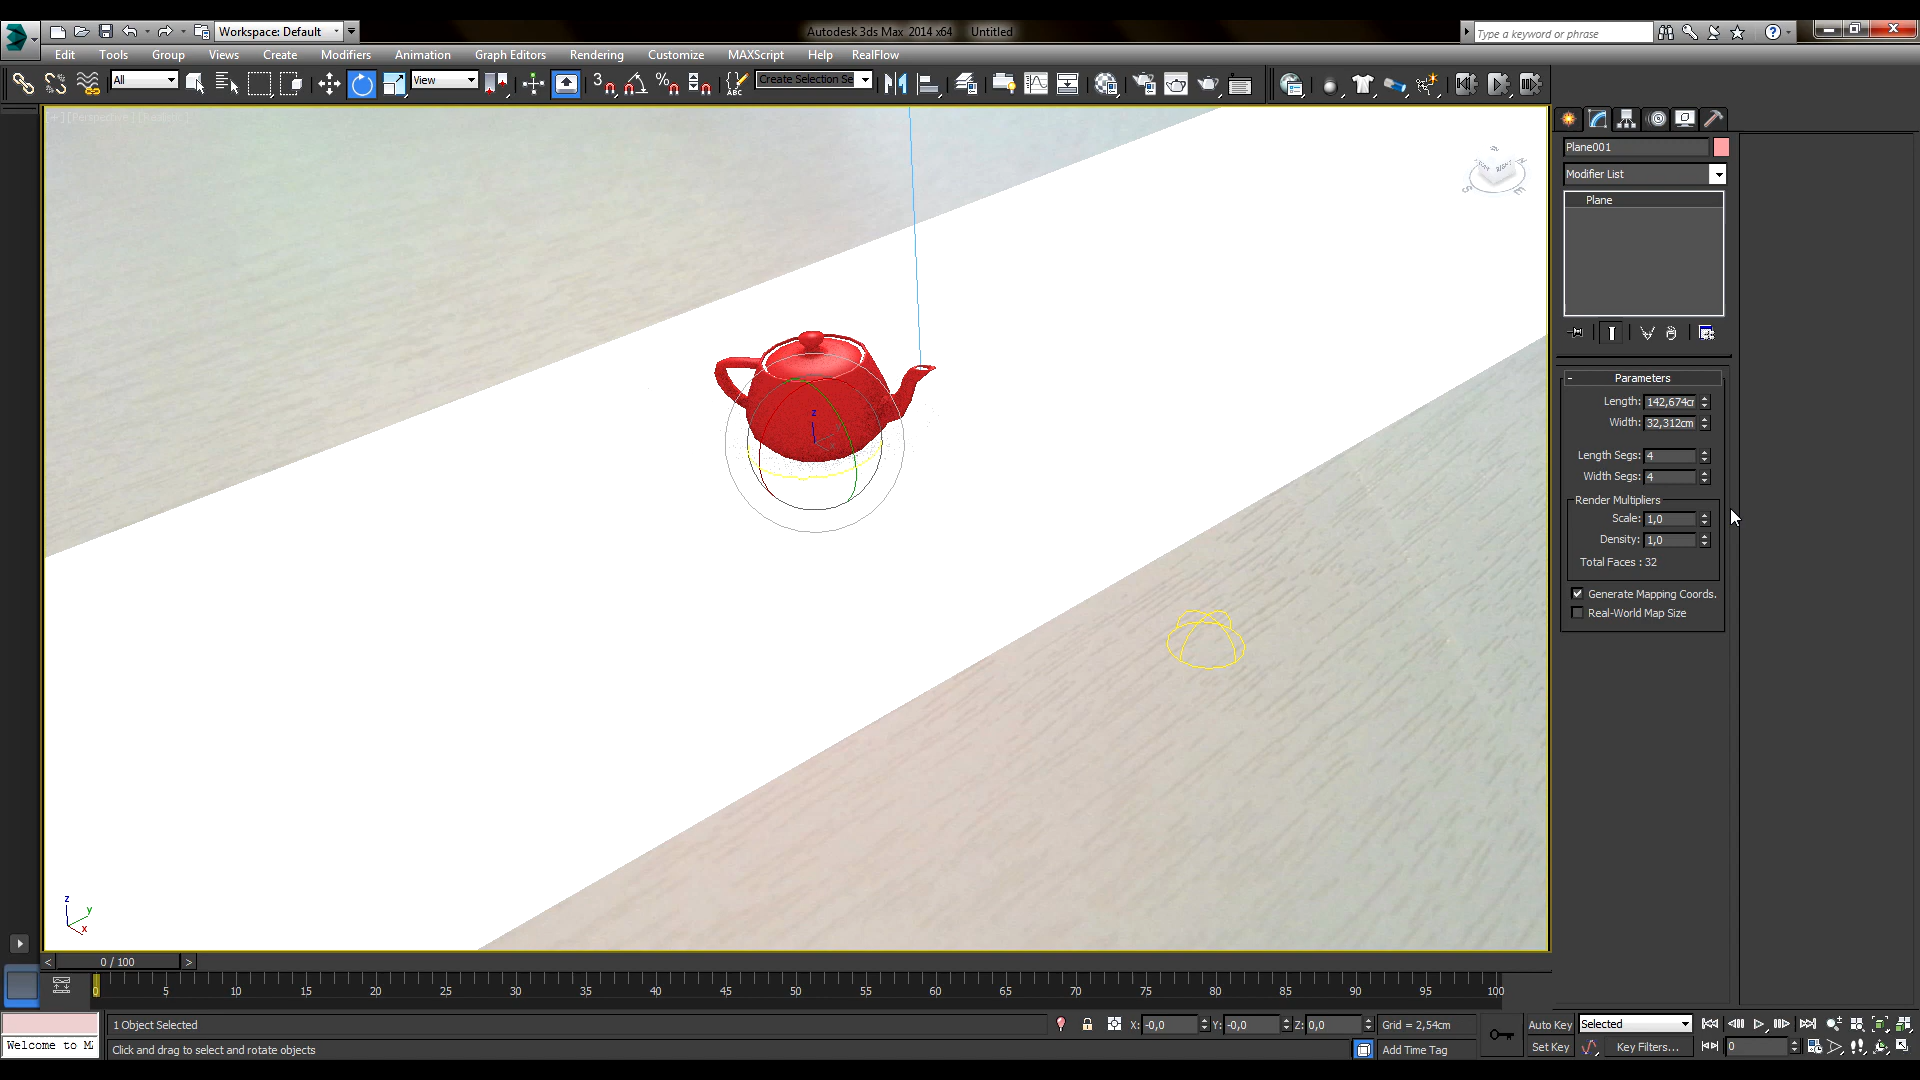 Workspace: Default
Autodesk 3ds Max 2014 x64 Untitled
Type a keyword or phrase
Edit Tools Group Views Create Modifiers Animation Graph Editors Rendering Customize MAXScript Help RealFlow
All View Create Selection Se
Plane001
Modifier List
Plane
- Parameters
Length: 142,674cr
Width: 32,312cm
Length Segs: 4
Width Segs: 4
Render Multipliers
Scale: 1,0
Density: 1,0
Total Faces : 32
Generate Mapping Coords.
Real-World Map Size
z
z
y
x
< 0 / 100 >
0 5 10 15 20 25 30 35 40 45 50 55 60 65 70 75 80 85 90 95 100
1 Object Selected X: -0,0 Y: -0,0 Z: 0,0 Grid = 2,54cm Auto Key Selected
Welcome to M
Click and drag to select and rotate objects Add Time Tag Set Key Key Filters... 0